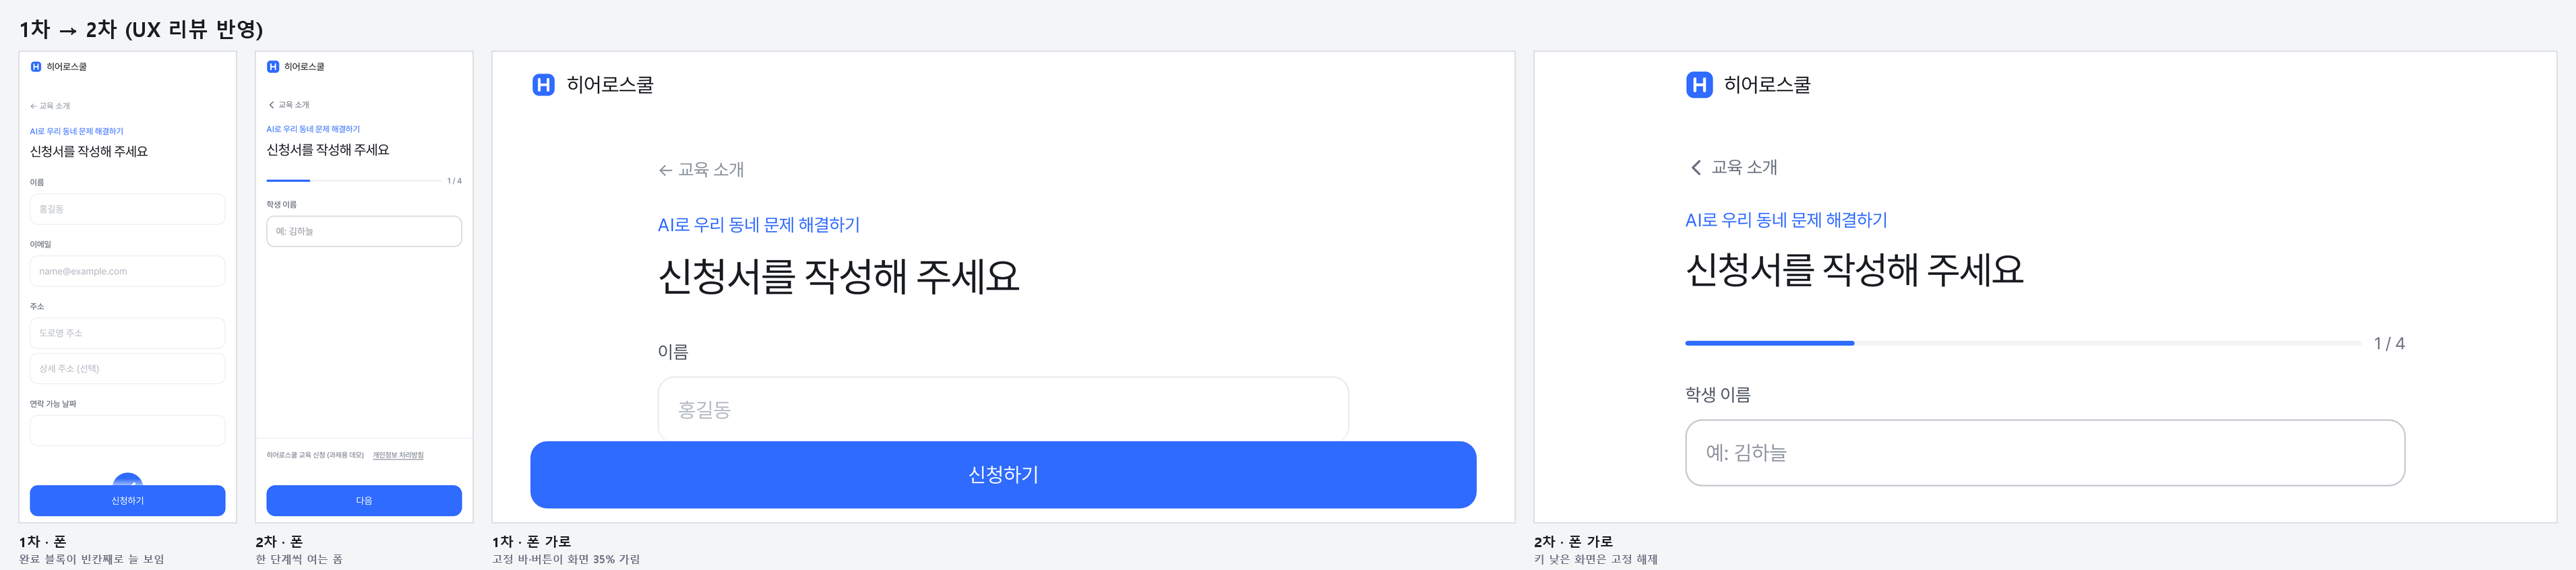 1차 → 2차 (UX 리뷰 반영)
H 히어로스쿨
← 교육 소개
AI로 우리 동네 문제 해결하기
신청서를 작성해 주세요
이름
홍길동
이메일
name@example.com
주소
도로명 주소
상세 주소 (선택)
연락 가능 날짜
신청하기
1차 · 폰
완료 블록이 빈칸째로 늘 보임
H 히어로스쿨
< 교육 소개
AI로 우리 동네 문제 해결하기
신청서를 작성해 주세요
1 / 4
학생 이름
예: 김하늘
히어로스쿨 교육 신청 (과제용 데모) 개인정보 처리방침
다음
2차 · 폰
한 단계씩 여는 폼
H 히어로스쿨
← 교육 소개
AI로 우리 동네 문제 해결하기
신청서를 작성해 주세요
이름
홍길동
신청하기
1차 · 폰 가로
고정 바·버튼이 화면 35% 가림
H 히어로스쿨
< 교육 소개
AI로 우리 동네 문제 해결하기
신청서를 작성해 주세요
1 / 4
학생 이름
예: 김하늘
2차 · 폰 가로
키 낮은 화면은 고정 해제